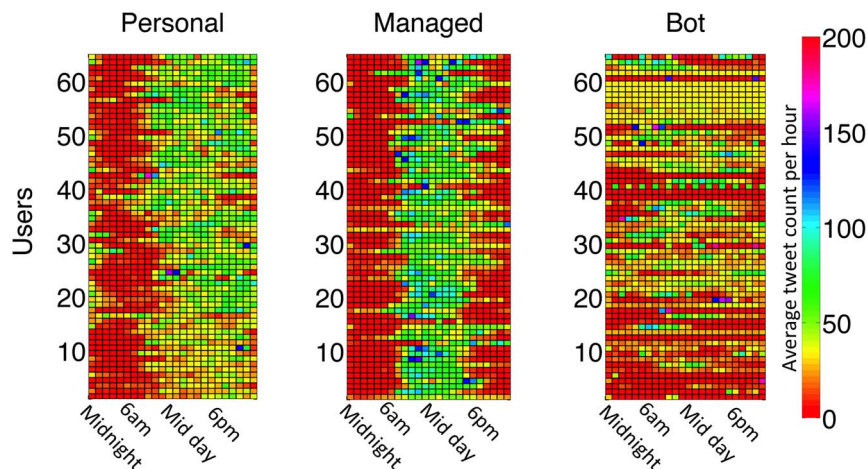 Personal
Managed
Bot
Users
60
50
40
30
20
10
Midnight
6am
Mid day
6pm
60
50
40
30
20
10
Midnight
6am
Mid day
6pm
60
50
40
30
20
10
Midnight
6am
Mid day
6pm
200
150
100
50
0
Average tweet count per hour